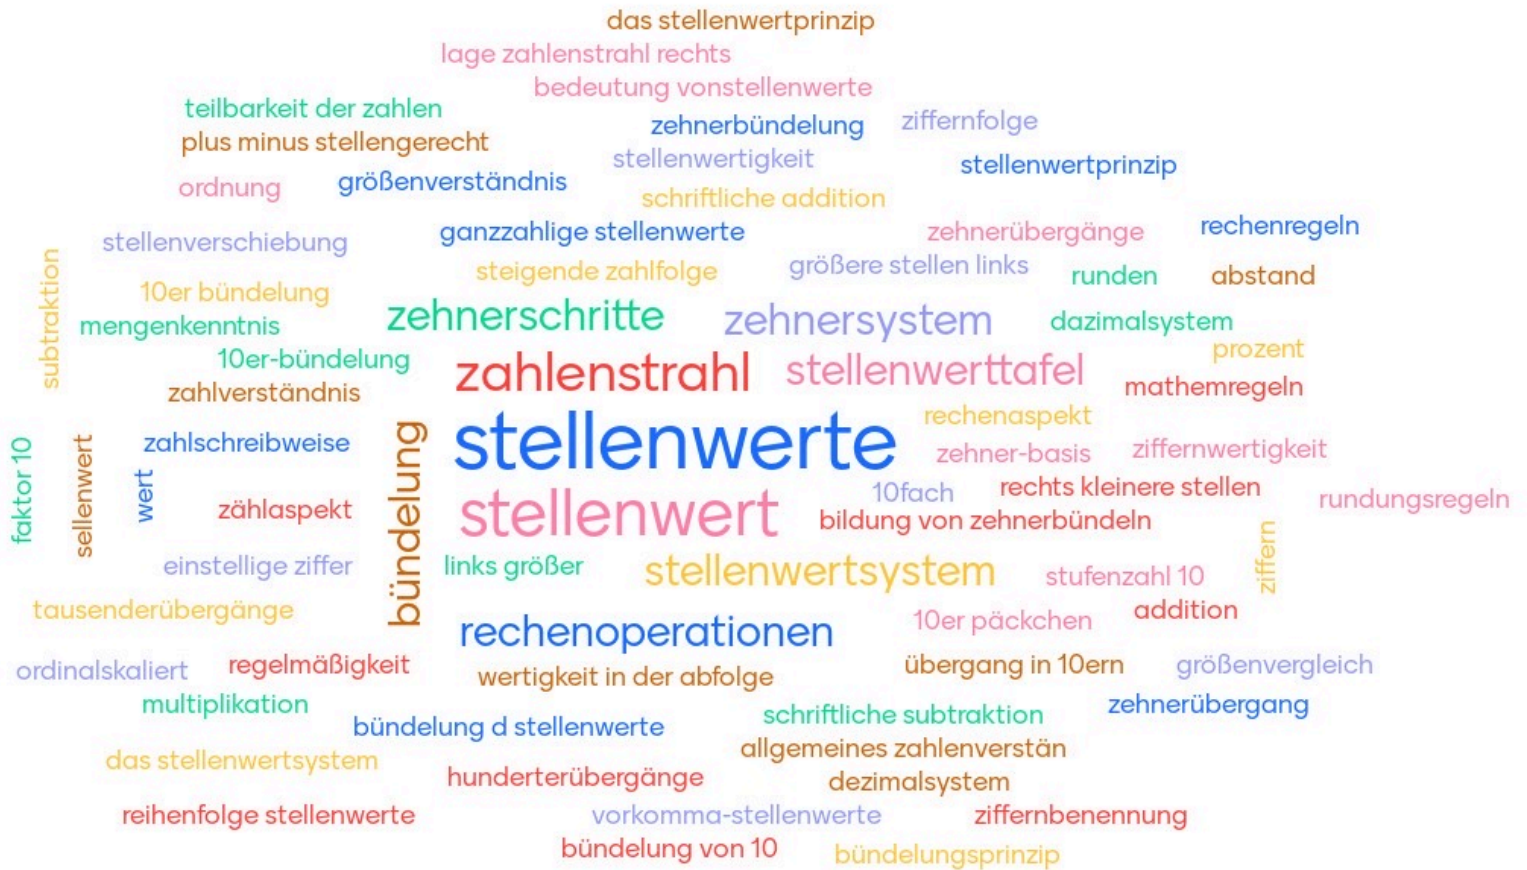 das stellenwertprinzip
lage zahlenstrahl rechts
bedeutung vonstellenwerte
teilbarkeit der zahlen
zehnerbündelung
ziffernfolge
plus minus stellengerecht
stellenwertigkeit
stellenwertprinzip
ordnung
größenverständnis
schriftliche addition
stellenverschiebung
ganzzahlige stellenwerte
zehnerübergänge
rechenregeln
subtraktion
10er bündelung
steigende zahlfolge
größere stellen links
runden
abstand
mengenkenntnis
zehnerschritte
zehnersystem
dazimalsystem
10er-bündelung
prozent
zahlenstrahl
stellenwerttafel
mathemregeln
zahlverständnis
stellenwerte
rechenaspekt
faktor 10
sellenwert
wert
zahlschreibweise
bündelung
zehner-basis
ziffernwertigkeit
zählaspekt
stellenwert
10fach
rechts kleinere stellen
rundungsregeln
bildung von zehnerbündeln
ziffern
einstellige ziffer
links größer
stellenwertsystem
stufenzahl 10
tausenderübergänge
rechenoperationen
10er päckchen
addition
ordinalskaliert
regelmäßigkeit
wertigkeit in der abfolge
übergang in 10ern
größenvergleich
multiplikation
bündelung d stellenwerte
schriftliche subtraktion
zehnerübergang
das stellenwertsystem
allgemeines zahlenverstän
hunderterübergänge
dezimalsystem
reihenfolge stellenwerte
vorkomma-stellenwerte
ziffernbenennung
bündelung von 10
bündelungsprinzip